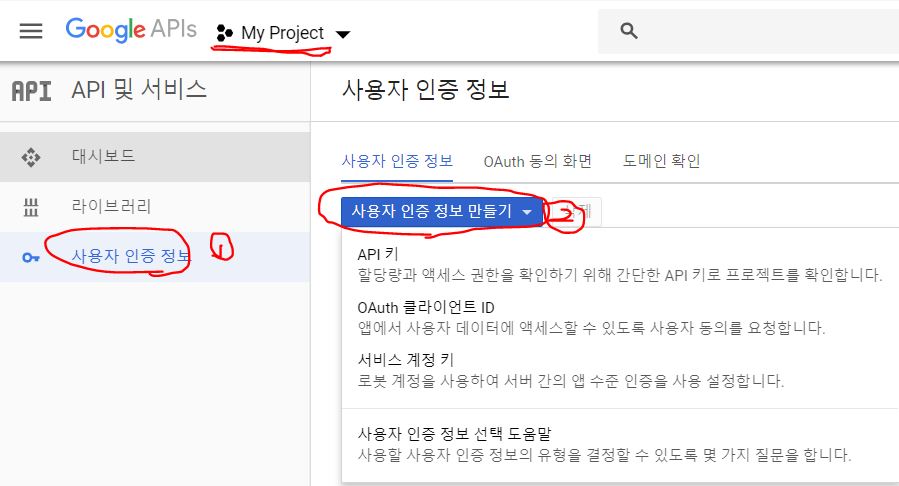 Google APIs My Project
API API 및 서비스
사용자 인증 정보
대시보드
라이브러리
사용자 인증 정보 1
사용자 인증 정보 OAuth 동의 화면 도메인 확인
사용자 인증 정보 만들기 2
API 키
할당량과 액세스 권한을 확인하기 위해 간단한 API 키로 프로젝트를 확인합니다.
OAuth 클라이언트 ID
앱에서 사용자 데이터에 액세스할 수 있도록 사용자 동의를 요청합니다.
서비스 계정 키
로봇 계정을 사용하여 서버 간의 앱 수준 인증을 사용 설정합니다.
사용자 인증 정보 선택 도움말
사용할 사용자 인증 정보의 유형을 결정할 수 있도록 몇 가지 질문을 합니다.